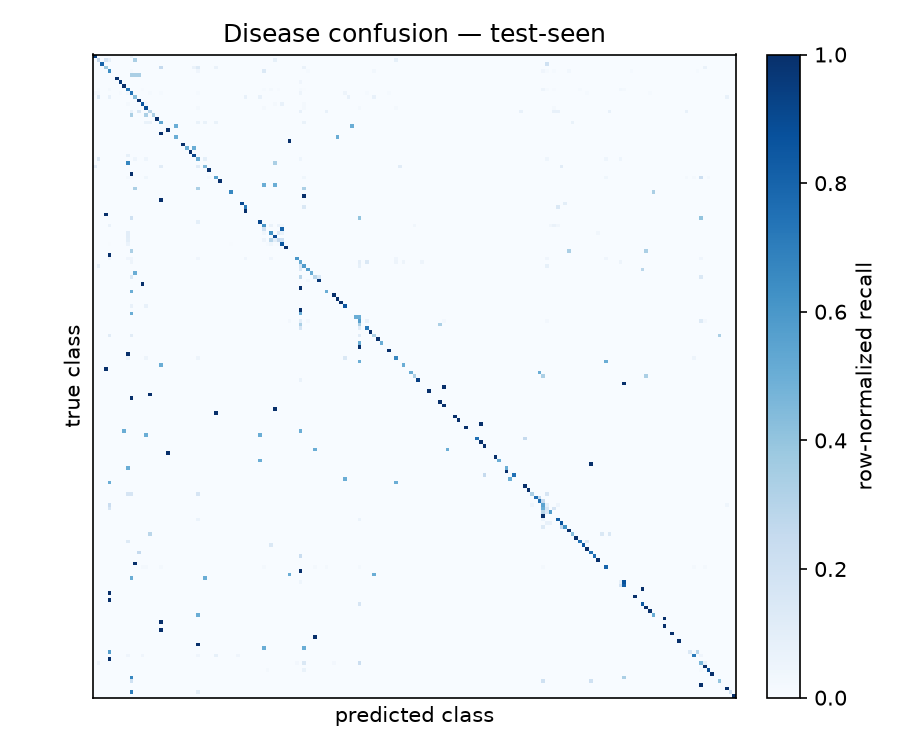 Disease confusion — test-seen
true class
predicted class
1.0
0.8
0.6
0.4
0.2
0.0
row-normalized recall